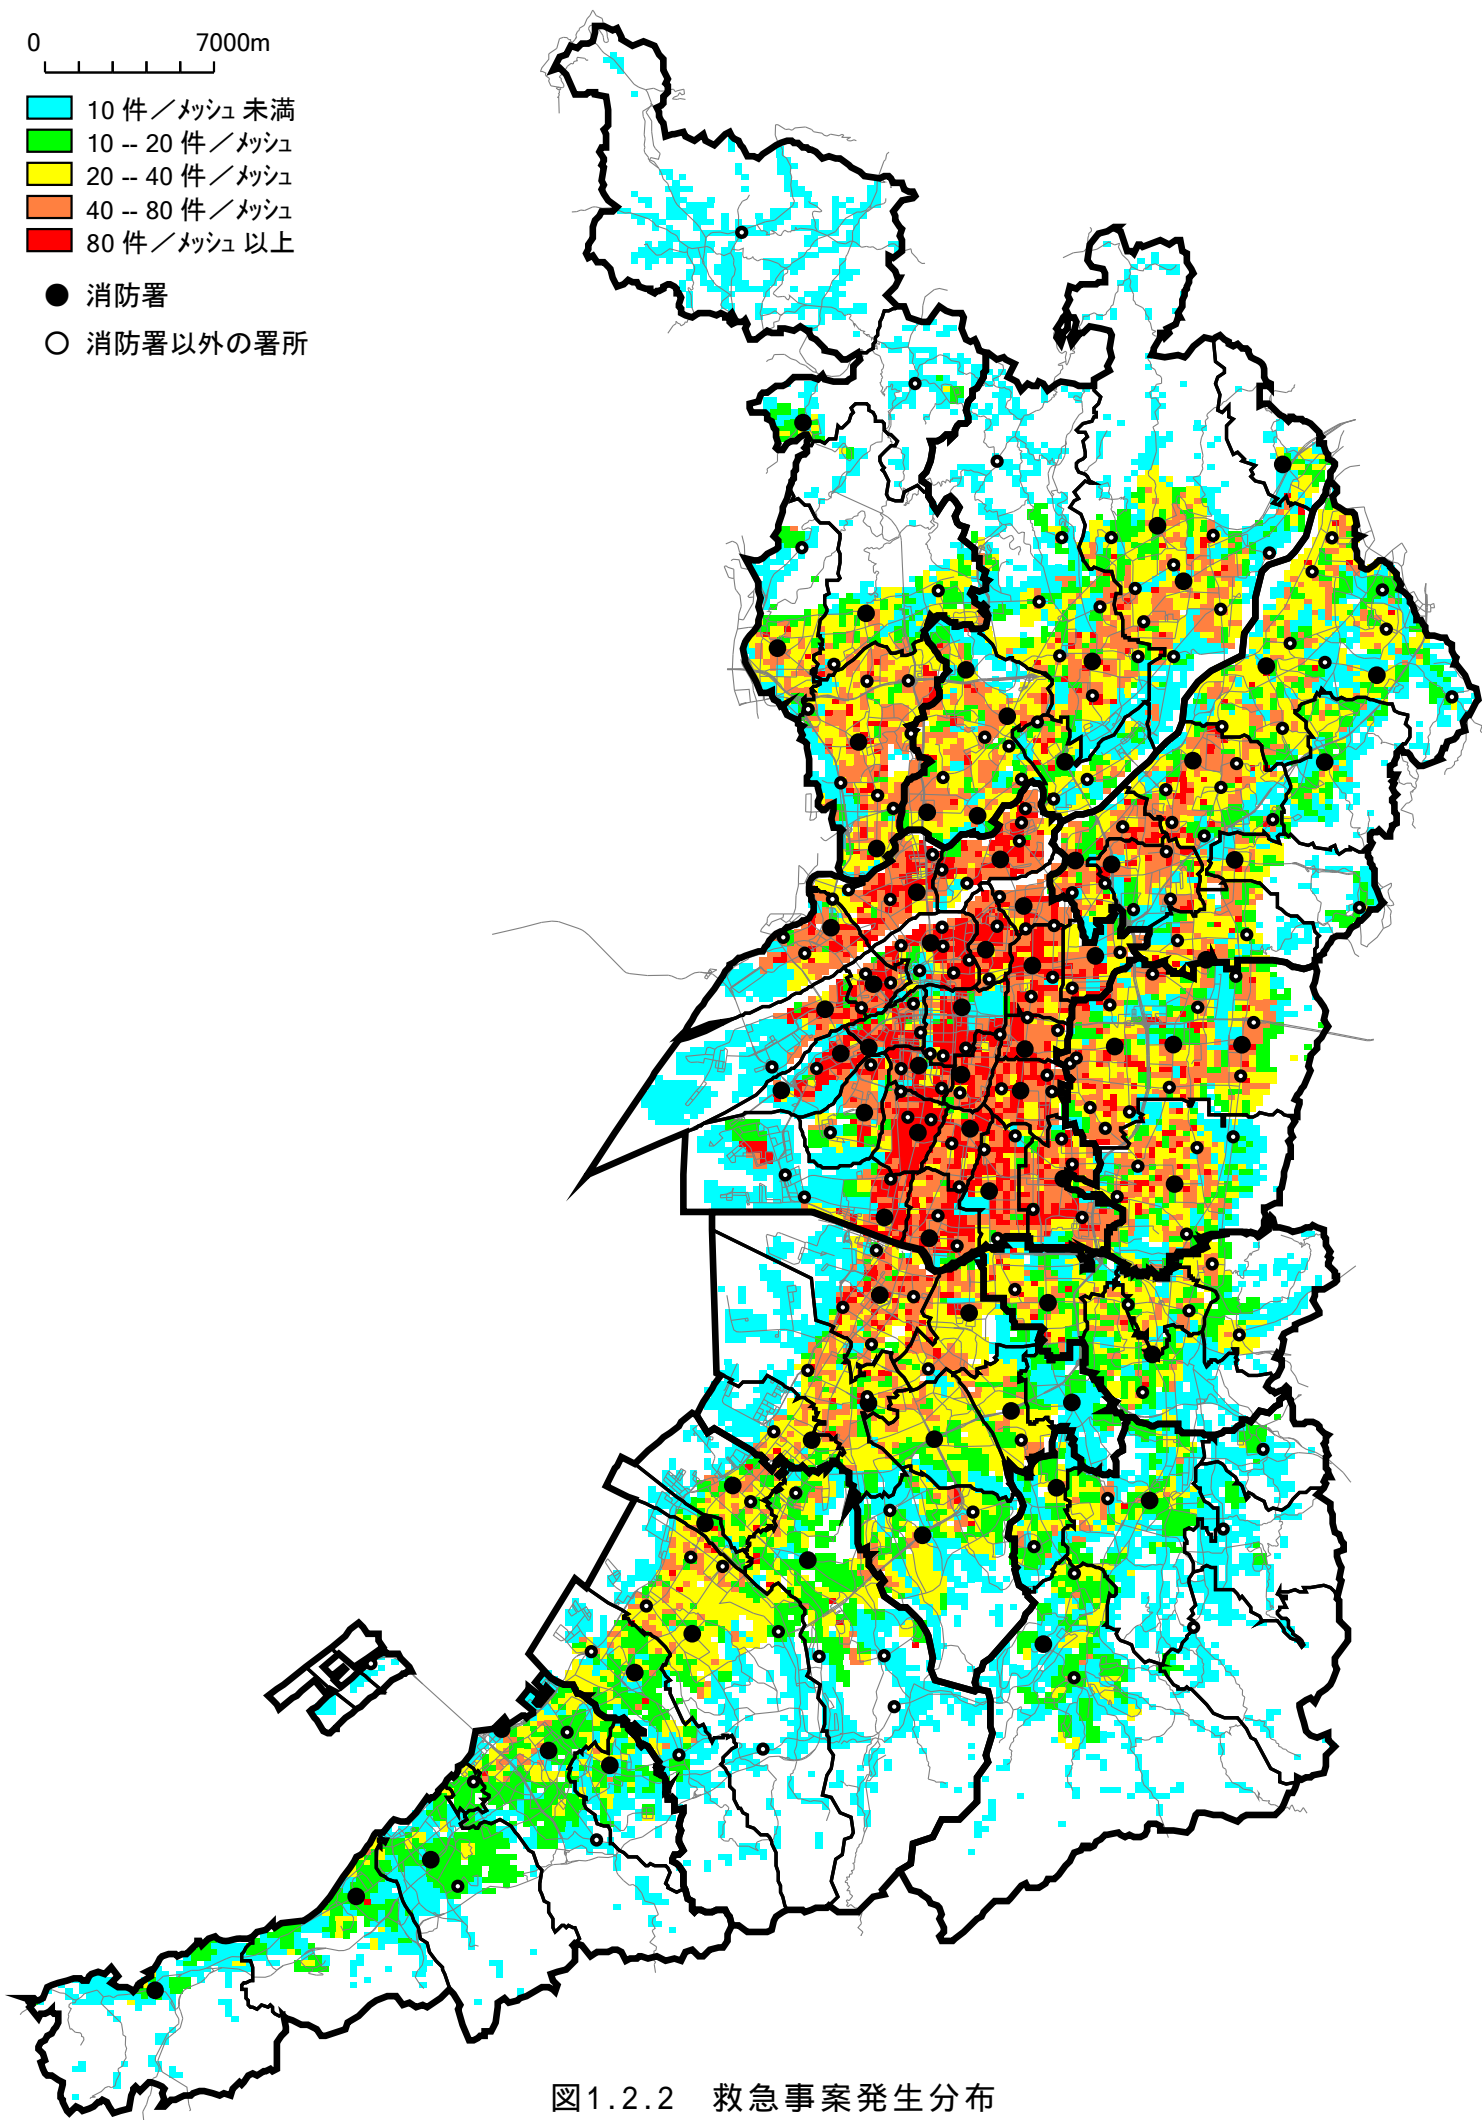 0 7000m
10 件／メッシュ 未満
10 -- 20 件／メッシュ
20 -- 40 件／メッシュ
40 -- 80 件／メッシュ
80 件／メッシュ 以上
消防署
消防署以外の署所
図1.2.2 救急事案発生分布